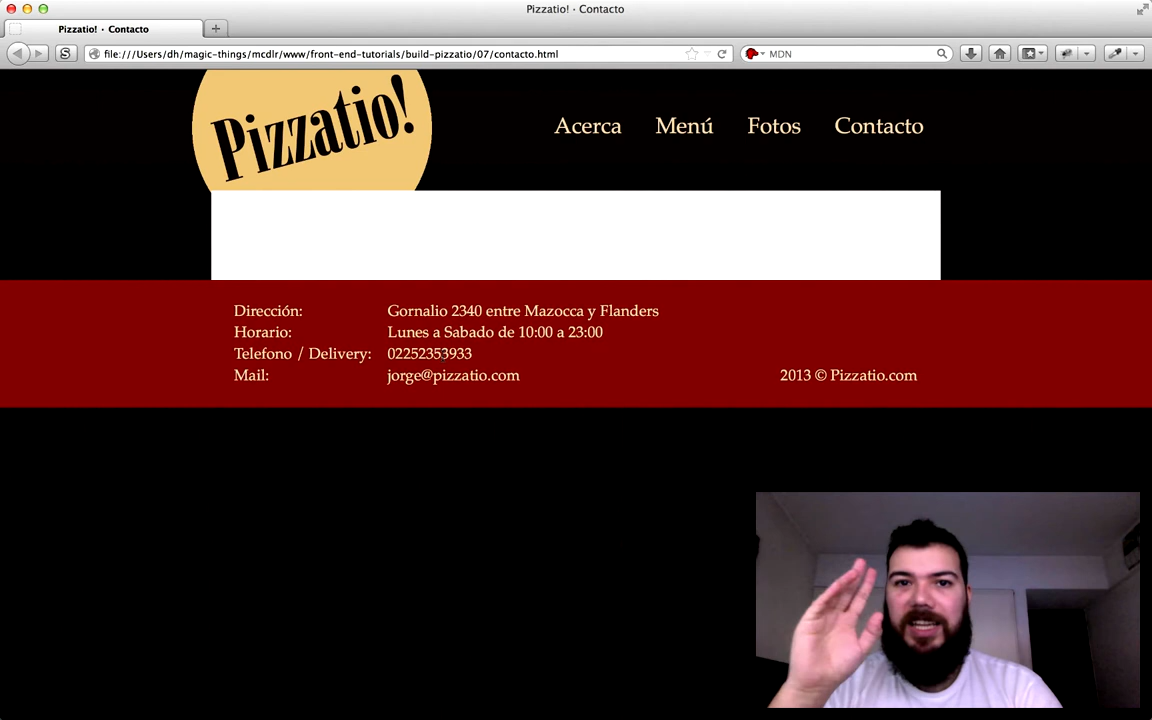 Pizzatio! · Contacto
Pizzatio! · Contacto
file:///Users/dh/magic-things/mcdlr/www/front-end-tutorials/build-pizzatio/07/contacto.html
MDN
Pizzatio!
Acerca Menú Fotos Contacto
Dirección: Gornalio 2340 entre Mazocca y Flanders
Horario: Lunes a Sabado de 10:00 a 23:00
Telefono / Delivery: 02252353933
Mail: jorge@pizzatio.com 2013 © Pizzatio.com